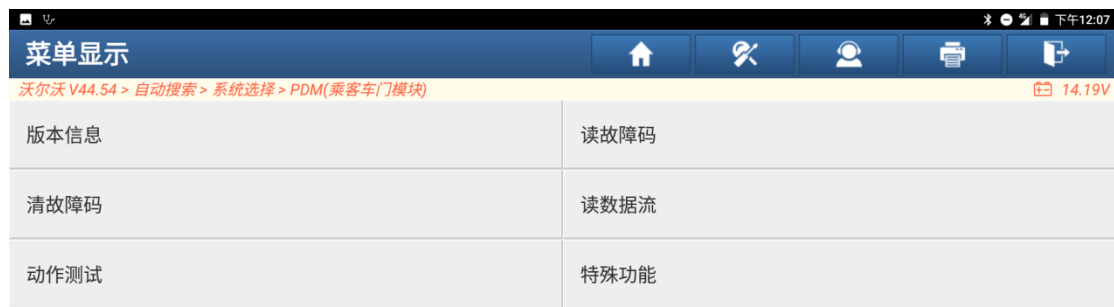 下午12:07
菜单显示
沃尔沃 V44.54 > 自动搜索 > 系统选择 > PDM(乘客车门模块)
14.19V
版本信息
读故障码
清故障码
读数据流
动作测试
特殊功能